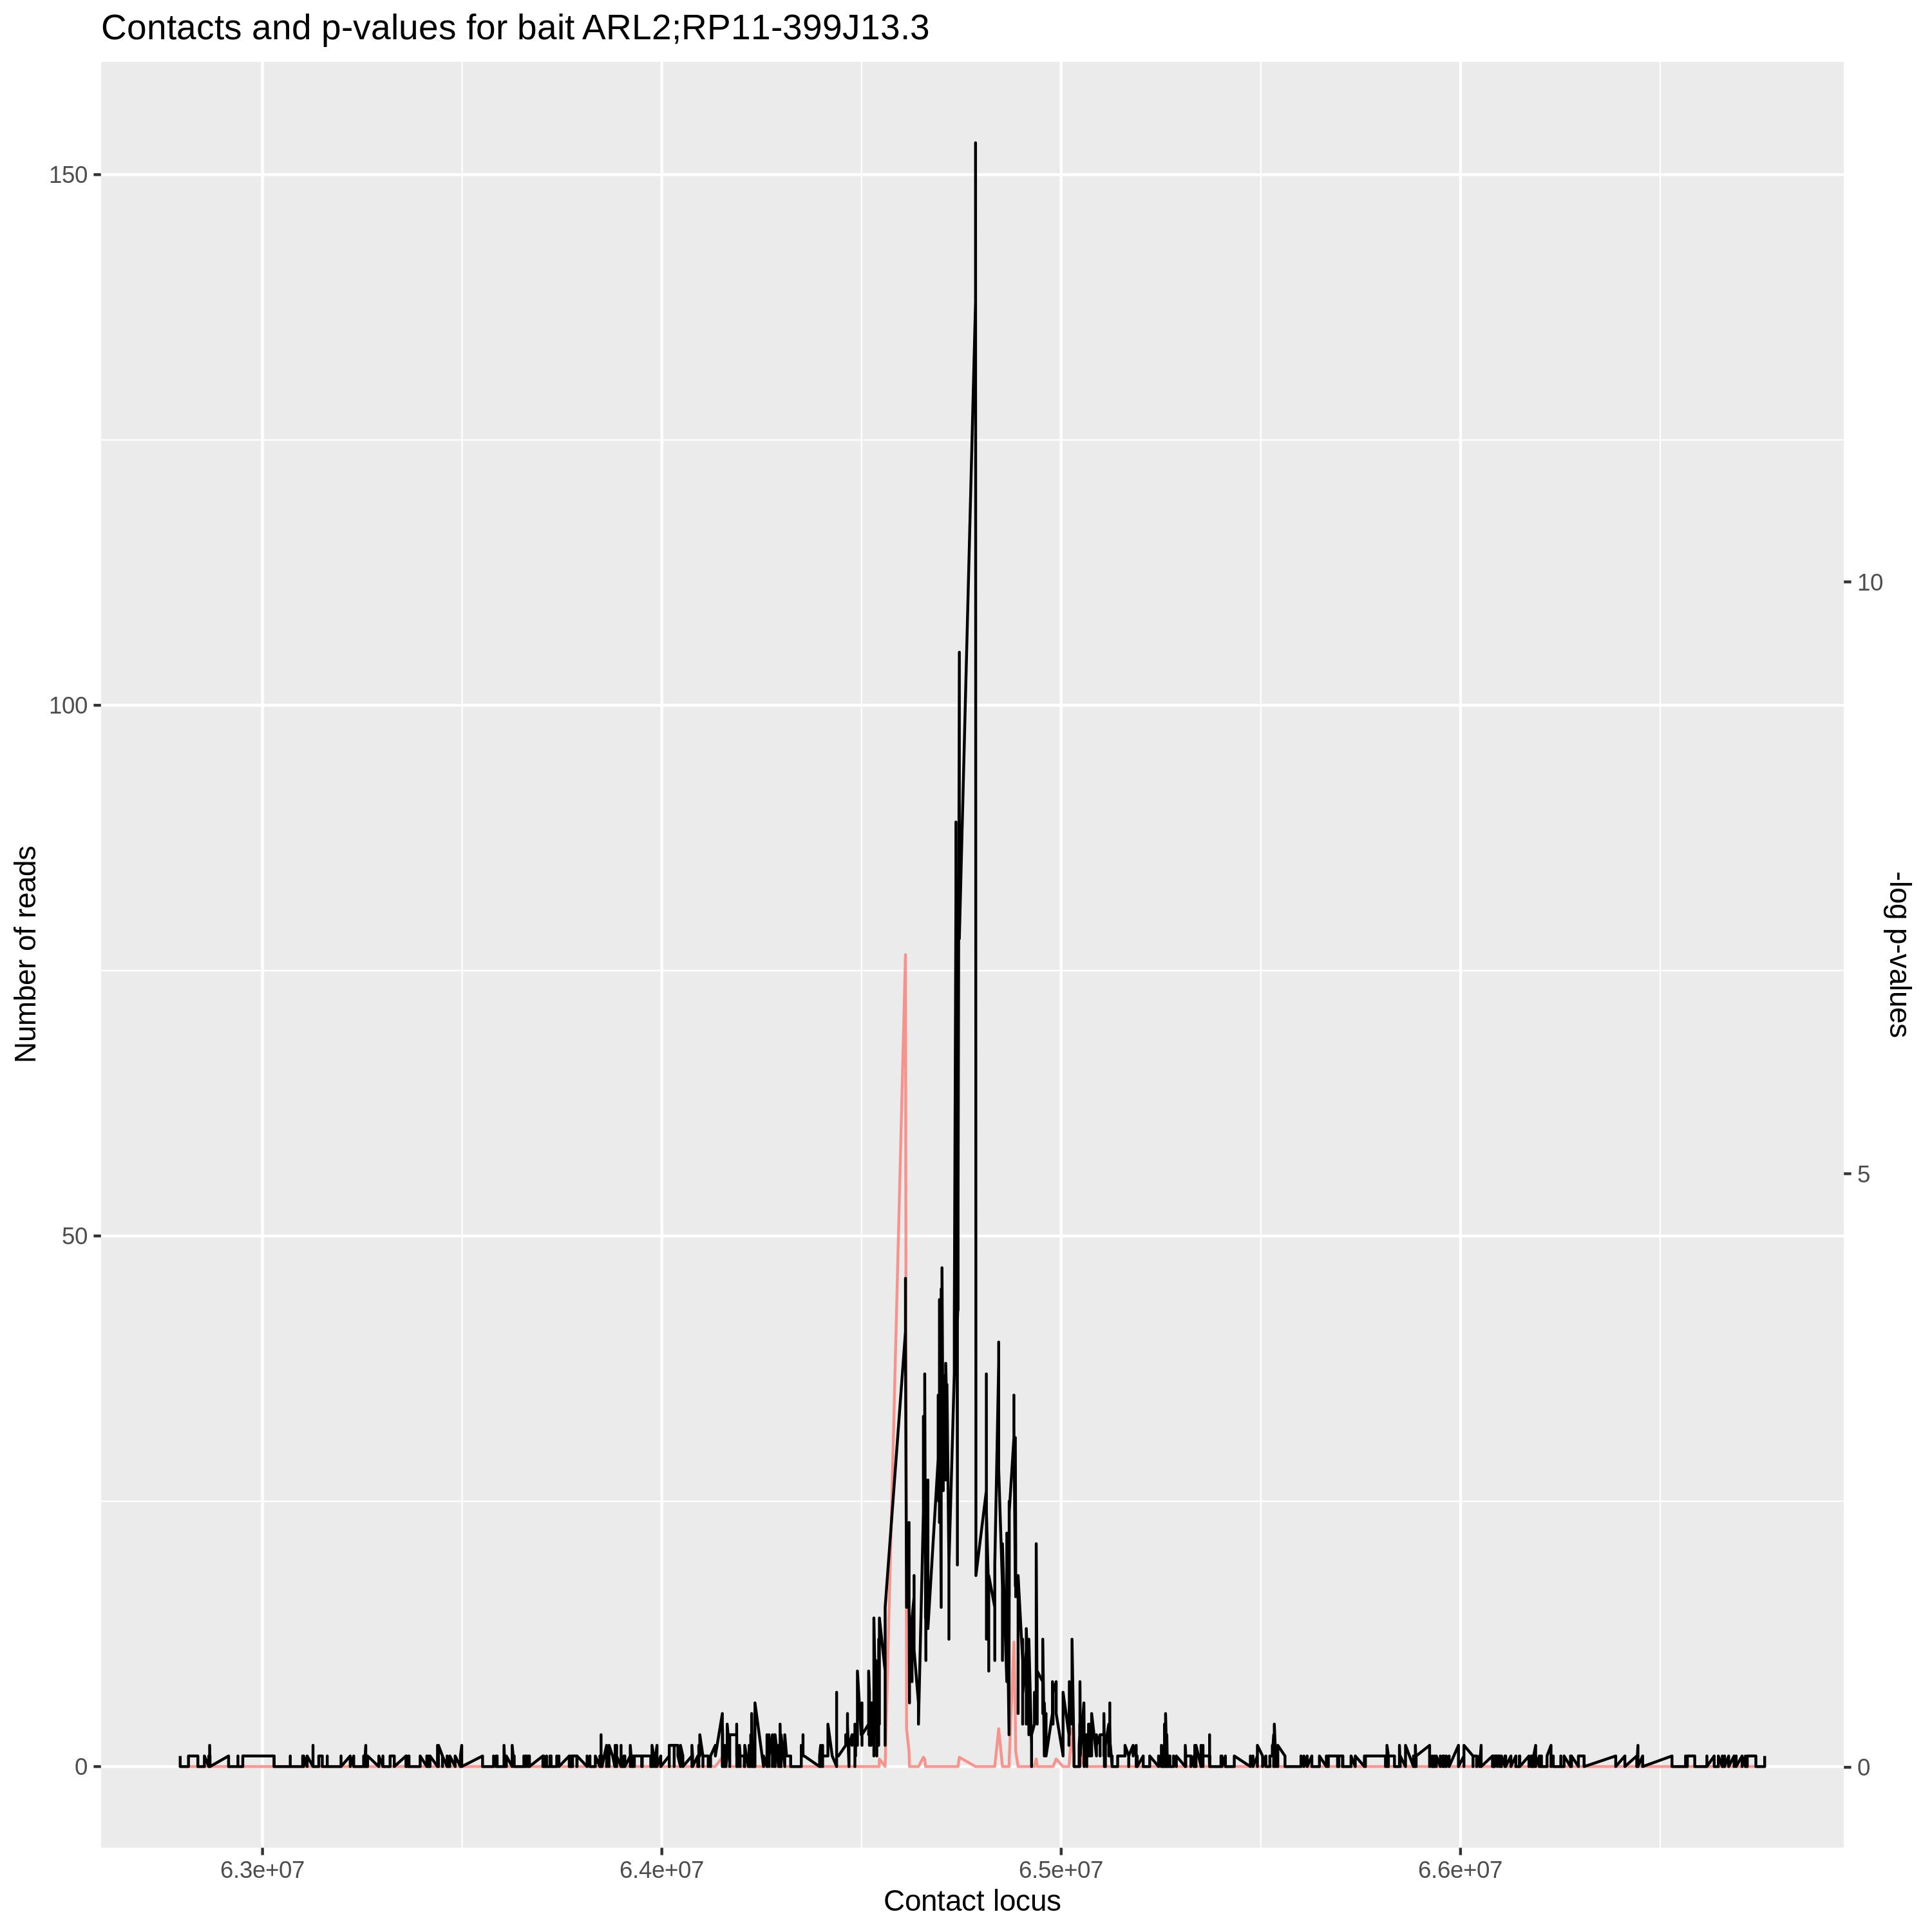 Contacts and p-values for bait ARL2;RP11-399J13.3
150
100
50
0
Number of reads
10
5
0
-log p-values
6.3e+07 6.4e+07 6.5e+07 6.6e+07
Contact locus